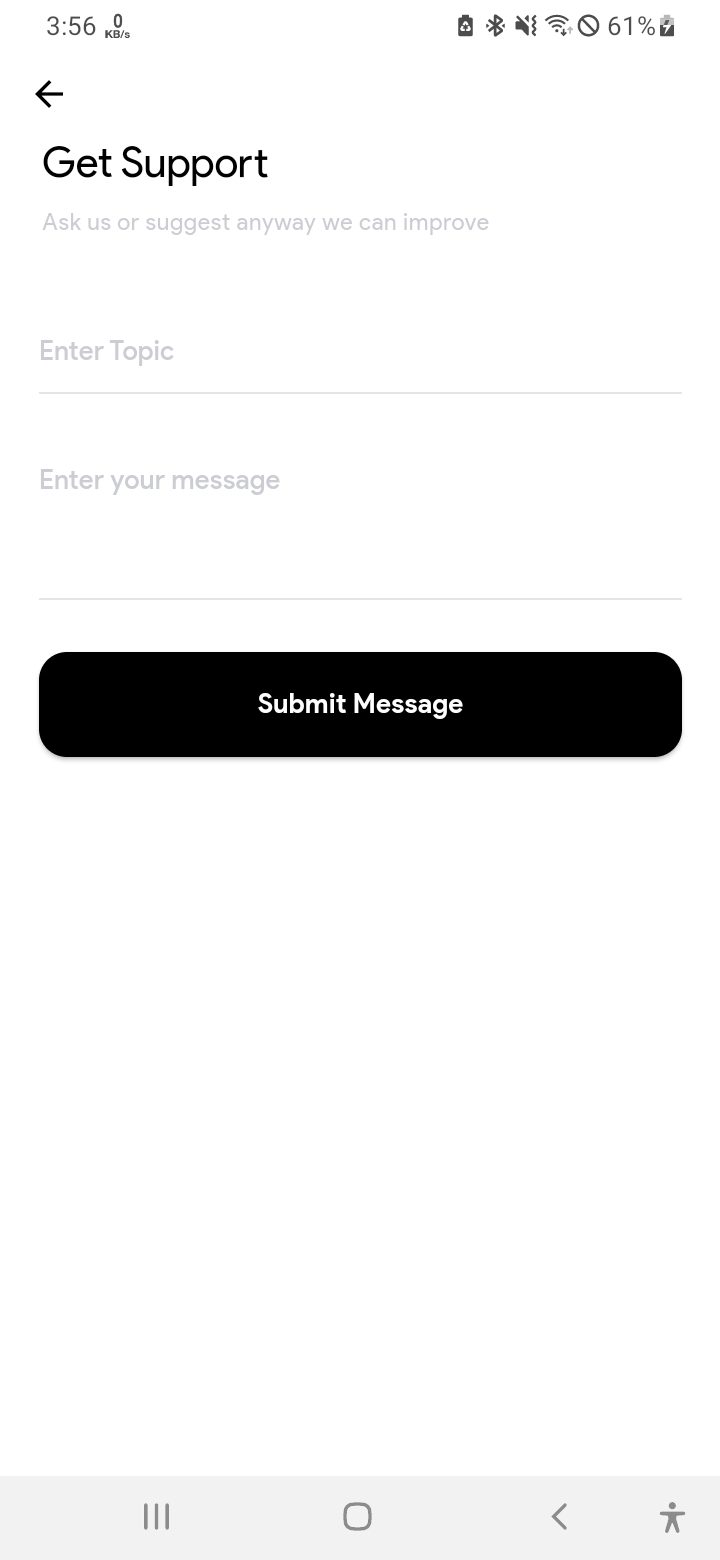 3:56 0 KB/s 61%
Get Support
Ask us or suggest anyway we can improve
Enter Topic
Enter your message
Submit Message